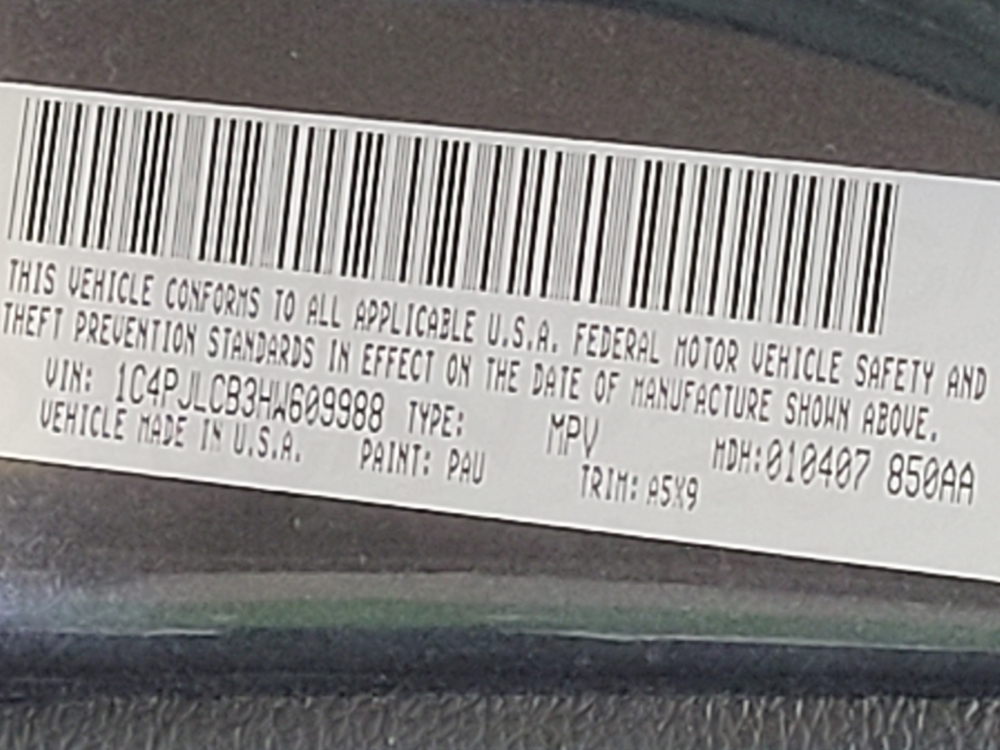 THIS VEHICLE CONFORMS TO ALL APPLICABLE U.S.A. FEDERAL MOTOR VEHICLE SAFETY AND
THEFT PREVENTION STANDARDS IN EFFECT ON THE DATE OF MANUFACTURE SHOWN ABOVE.
VIN: 1C4PJLCB3HW609988 TYPE: MPV MDH:010407 850AA
VEHICLE MADE IN U.S.A. PAINT: PAU TRIM: A5X9